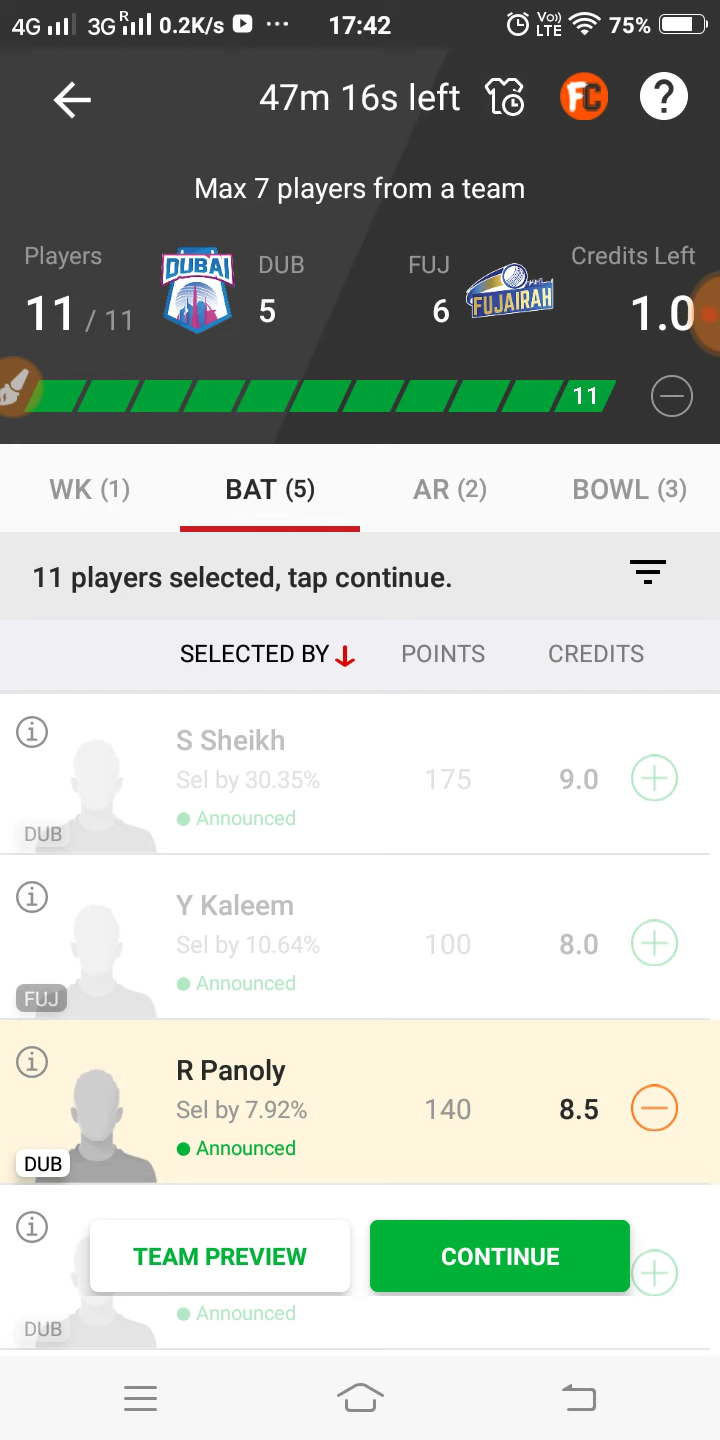 4G 3G R 0.2K/s ... 17:42 Vo)) LTE 75%
47m 16s left FC ?
Max 7 players from a team
Players DUBAI DUB FUJ FUJAIRAH Credits Left
11 / 11 5 6 1.0
11
WK (1) BAT (5) AR (2) BOWL (3)
11 players selected, tap continue.
SELECTED BY POINTS CREDITS
S Sheikh
Sel by 30.35% 175 9.0
Announced
DUB
Y Kaleem
Sel by 10.64% 100 8.0
Announced
FUJ
R Panoly
Sel by 7.92% 140 8.5
Announced
DUB
TEAM PREVIEW CONTINUE
Announced
DUB